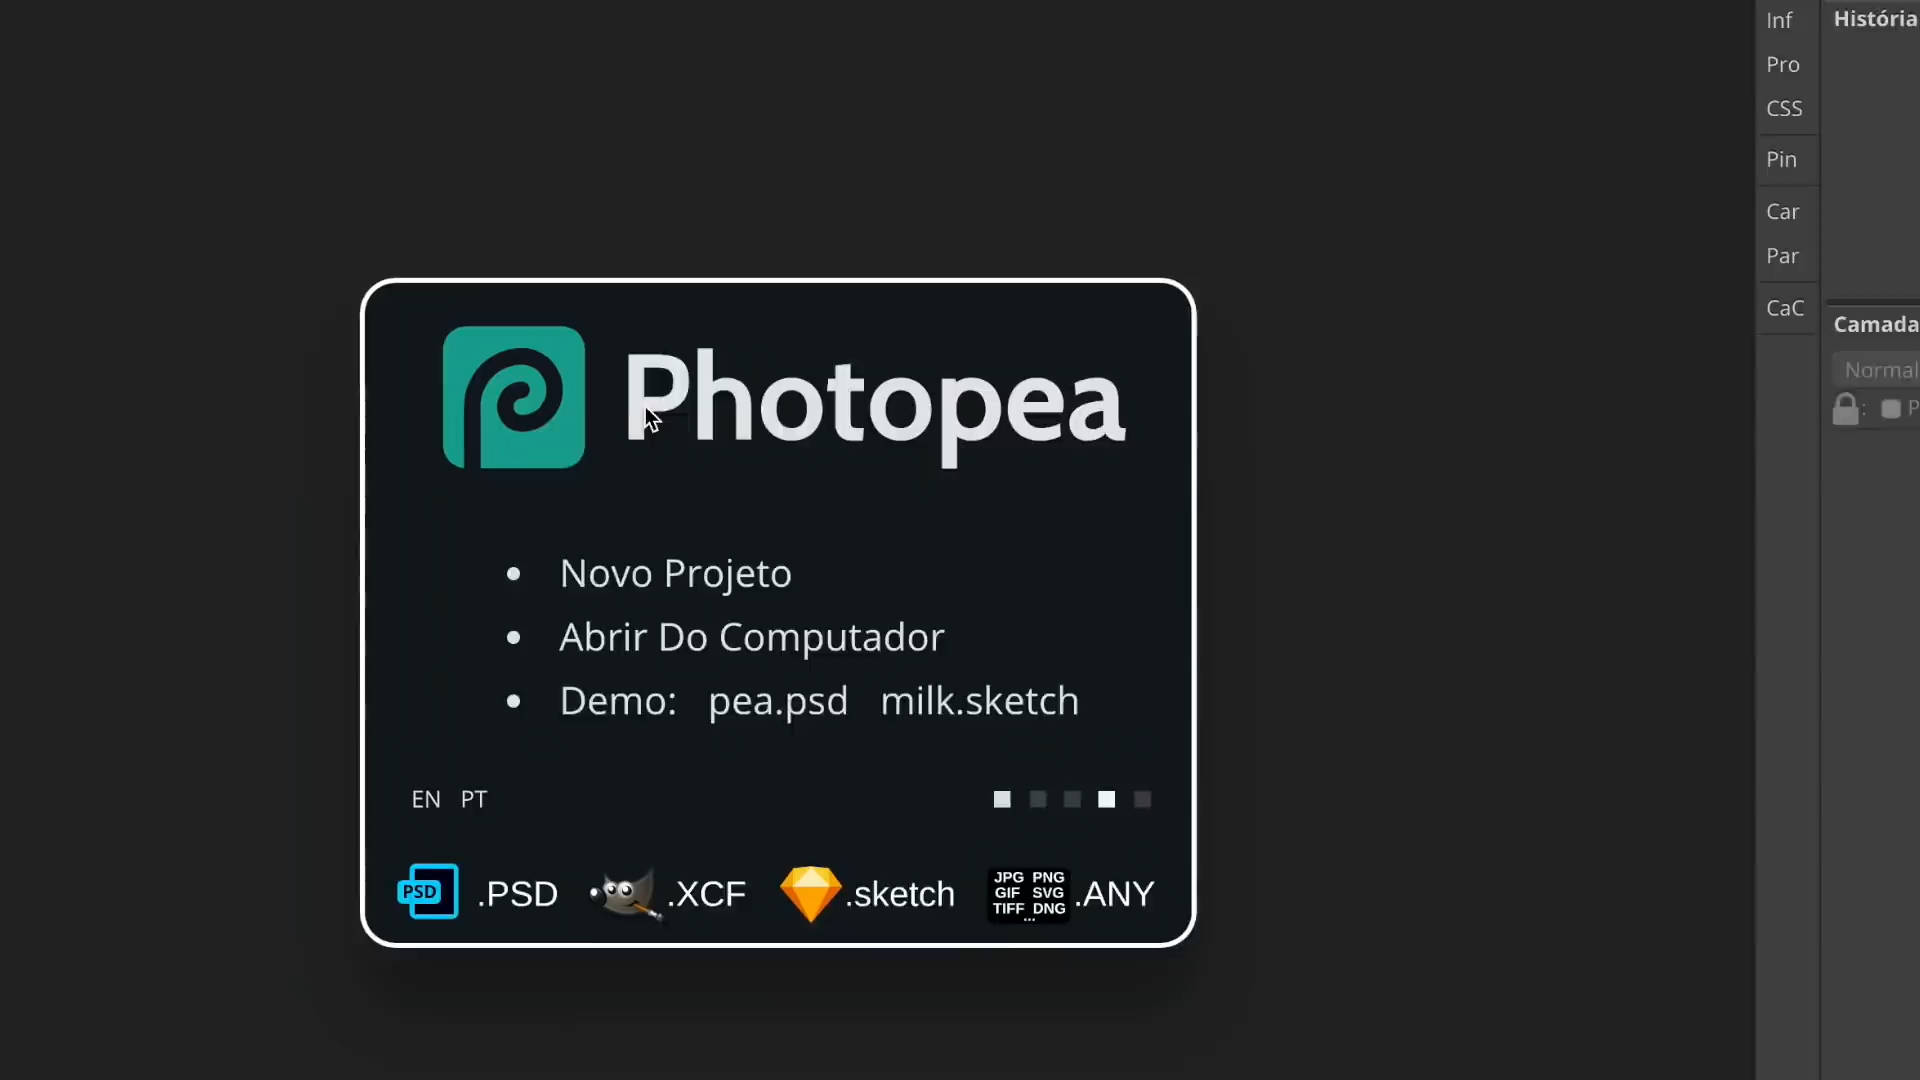 Inf
Pro
CSS
Pin
Car
Par
CaC
História
Camada
Normal
: P
Photopea
Novo Projeto
Abrir Do Computador
Demo: pea.psd milk.sketch
EN PT
PSD .PSD .XCF .sketch .ANY
JPG PNG
GIF SVG
TIFF DNG
...